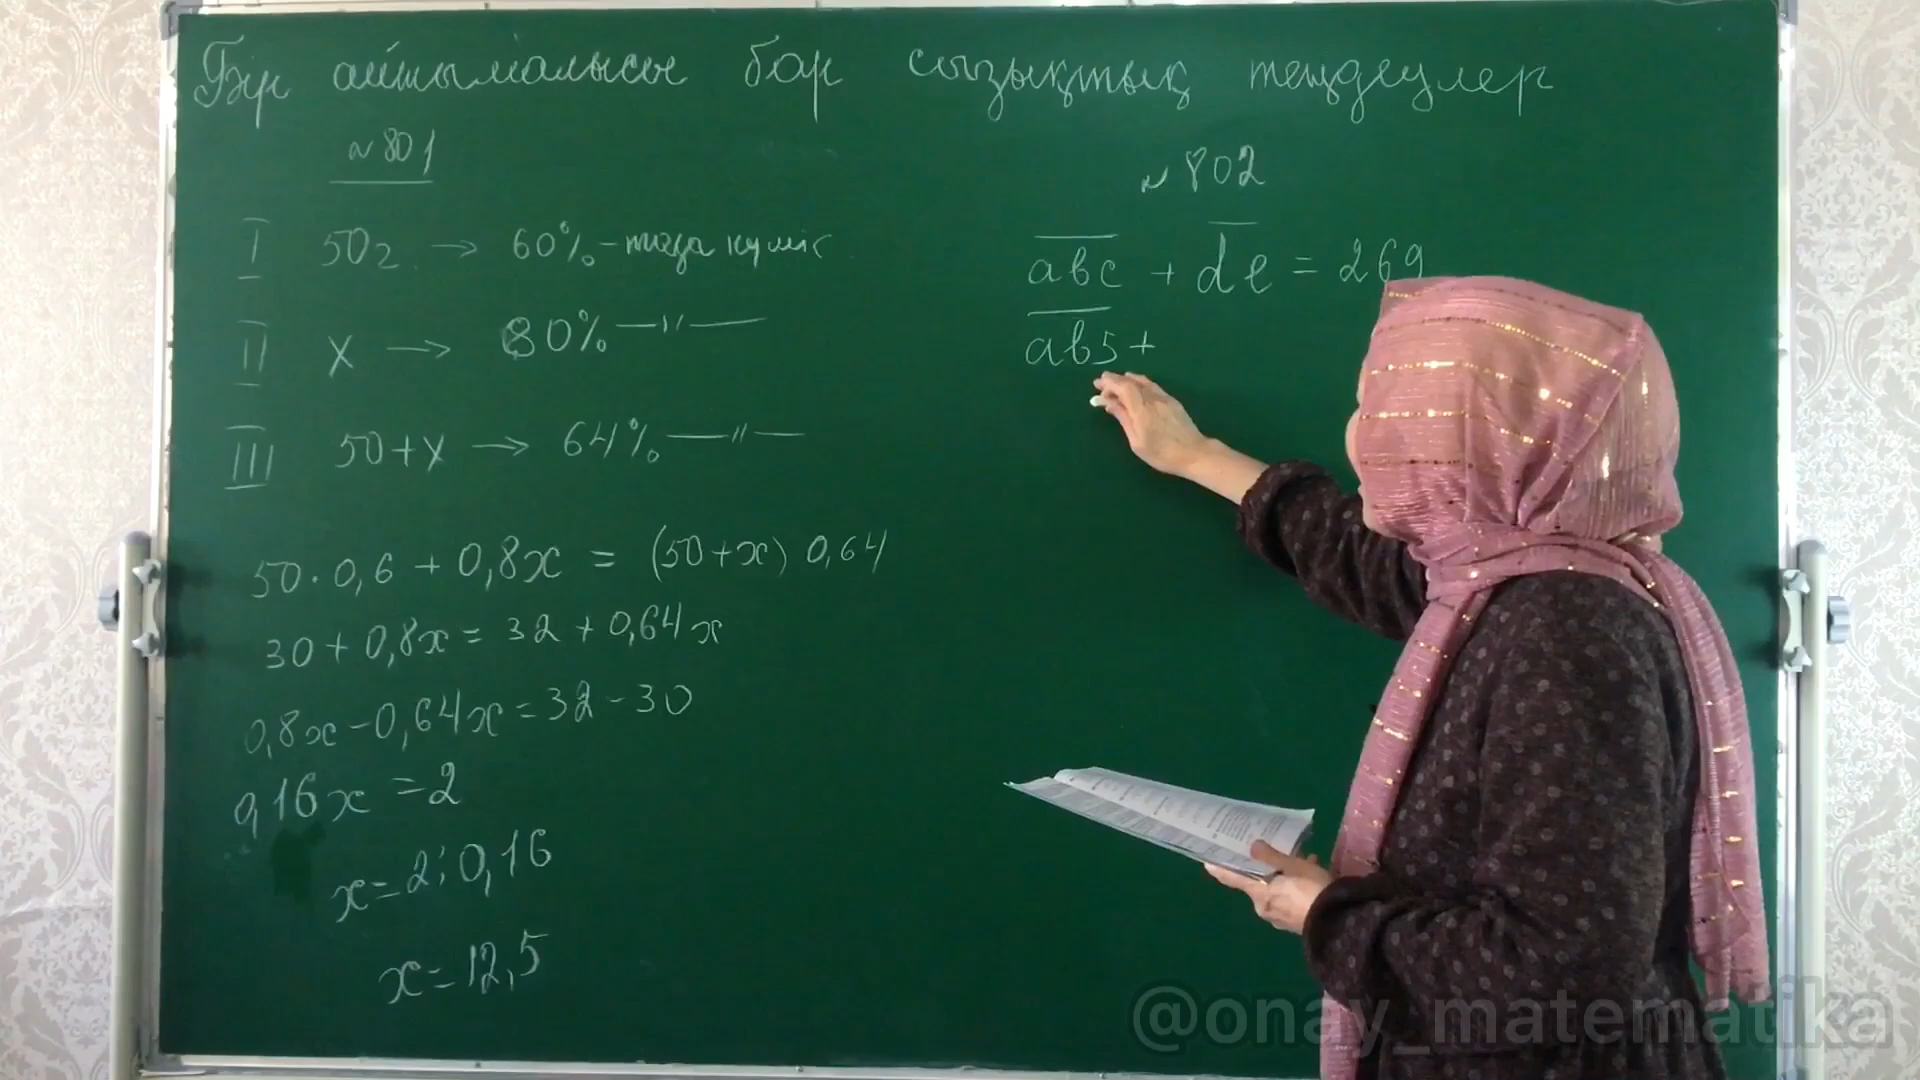 Бір айнымалысы бар сызықтық теңдеулер
№801
I 50г. → 60% - таза күміс
II x → 80% —"—
III 50+x → 64% —"—
50·0,6 + 0,8x = (50+x) 0,64
30 + 0,8x = 32 + 0,64x
0,8x - 0,64x = 32 - 30
0,16x = 2
x = 2 : 0,16
x = 12,5
№802
abc + de = 269
ab5 +
@onay_matematika